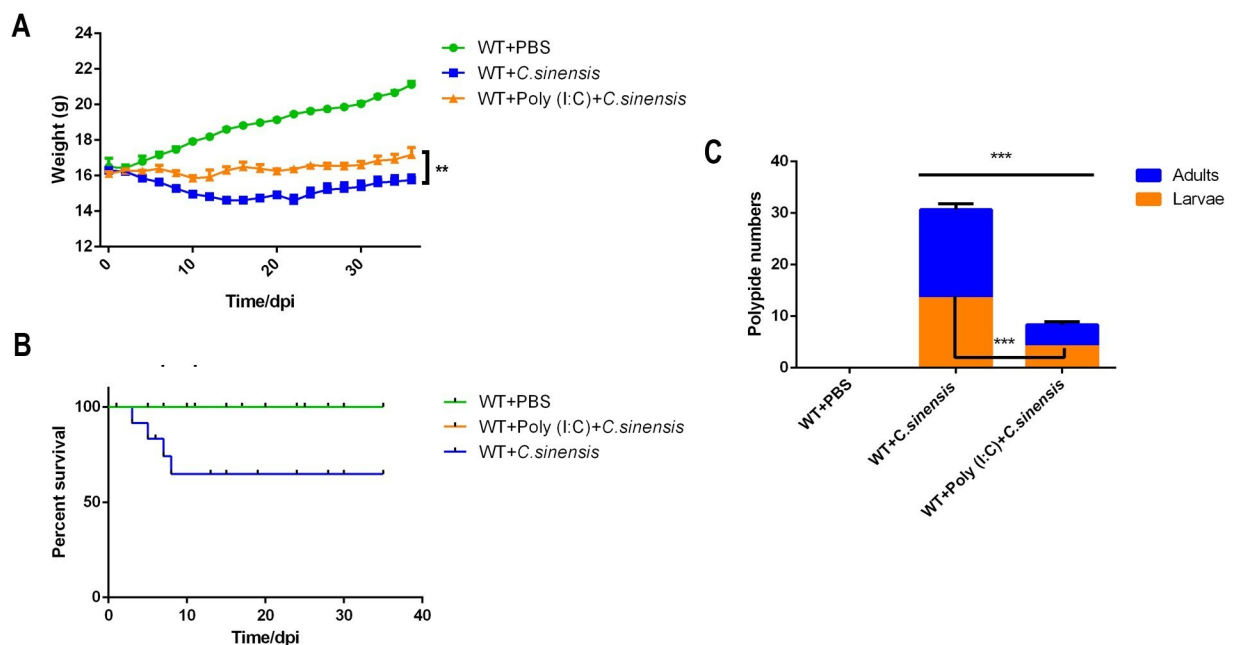 A
24
22
20
18
16
14
12
Weight (g)
0
10
20
30
Time/dpi
WT+PBS
WT+C.sinensis
WT+Poly (I:C)+C.sinensis
**
B
100
50
0
Percent survival
0
10
20
30
40
Time/dpi
WT+PBS
WT+Poly (I:C)+C.sinensis
WT+C.sinensis
C
40
30
20
10
0
Polypide numbers
***
***
WT+PBS
WT+C.sinensis
WT+Poly (I:C)+C.sinensis
Adults
Larvae